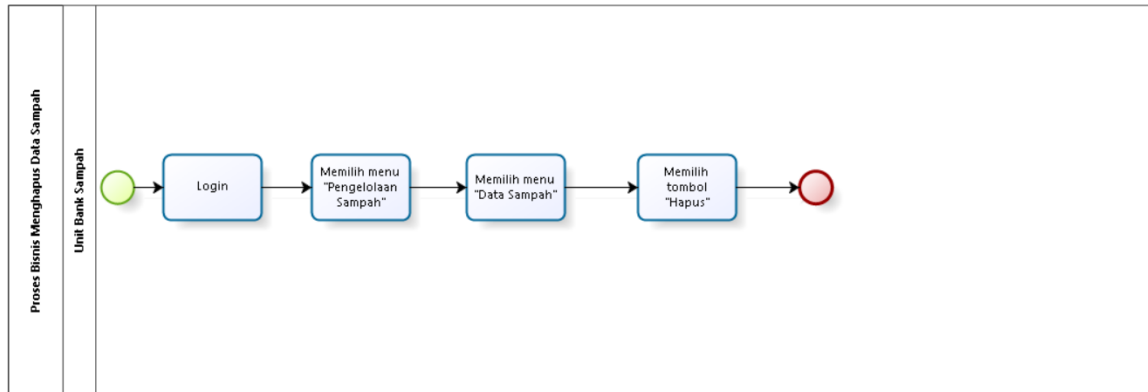 Proses Bisnis Menghapus Data Sampah
Unit Bank Sampah
Login
Memilih menu
"Pengelolaan
Sampah"
Memilih menu
"Data Sampah"
Memilih
tombol
"Hapus"